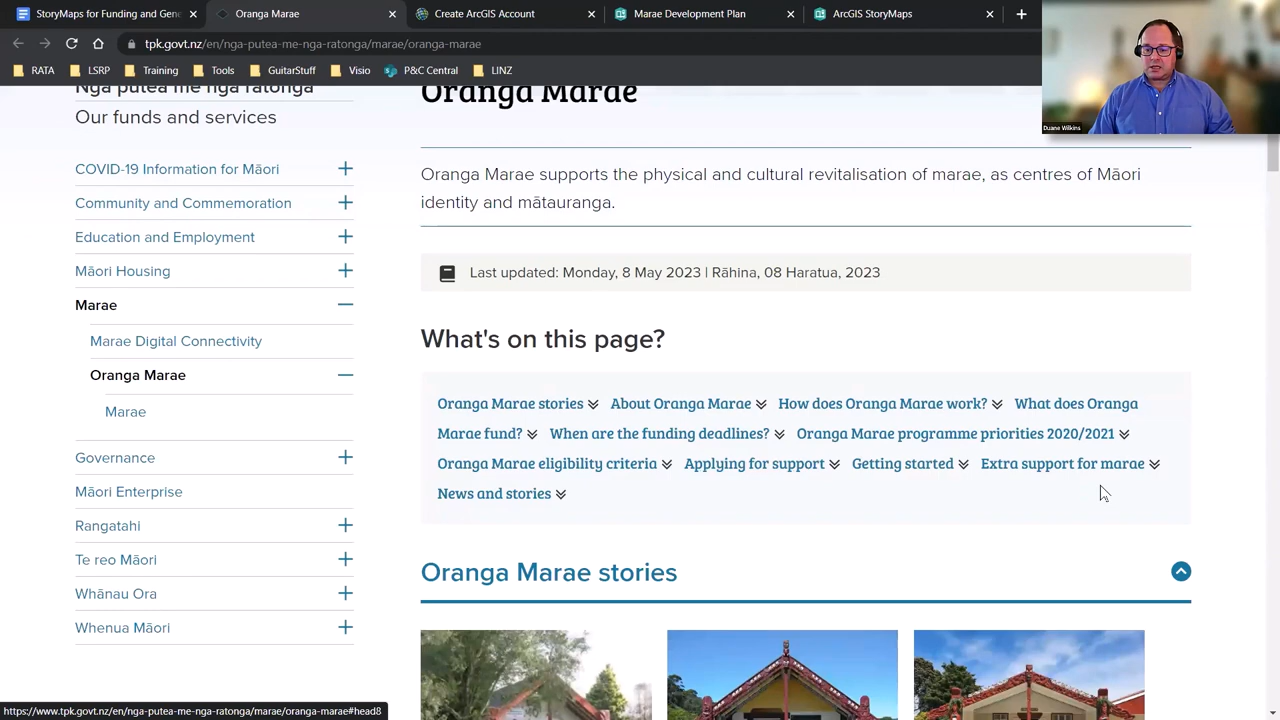 StoryMaps for Funding and Gene
Oranga Marae
Create ArcGIS Account
Marae Development Plan
ArcGIS StoryMaps
tpk.govt.nz/en/nga-putea-me-nga-ratonga/marae/oranga-marae
RATA
LSRP
Training
Tools
GuitarStuff
Visio
P&C Central
LINZ
Duane Wilkins
Ngā pūtea me ngā ratonga
Our funds and services
COVID-19 Information for Māori
Community and Commemoration
Education and Employment
Māori Housing
Marae
Marae Digital Connectivity
Oranga Marae
Marae
Governance
Māori Enterprise
Rangatahi
Te reo Māori
Whānau Ora
Whenua Māori
Oranga Marae
Oranga Marae supports the physical and cultural revitalisation of marae, as centres of Māori
identity and mātauranga.
Last updated: Monday, 8 May 2023 | Rāhina, 08 Haratua, 2023
What's on this page?
Oranga Marae stories About Oranga Marae How does Oranga Marae work? What does Oranga
Marae fund? When are the funding deadlines? Oranga Marae programme priorities 2020/2021
Oranga Marae eligibility criteria Applying for support Getting started Extra support for marae
News and stories
Oranga Marae stories
https://www.tpk.govt.nz/en/nga-putea-me-nga-ratonga/marae/oranga-marae#head8